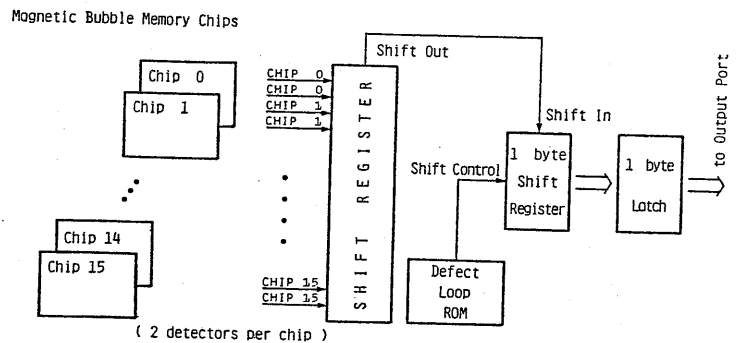 Magnetic Bubble Memory Chips
Chip 0
Chip 1
Chip 14
Chip 15
CHIP 0
CHIP 0
CHIP 1
CHIP 1
CHIP 15
CHIP 15
( 2 detectors per chip )
SHIFT REGISTER
Shift Out
Shift In
Shift Control
1 byte
Shift
Register
1 byte
Latch
to Output Port
Defect
Loop
ROM